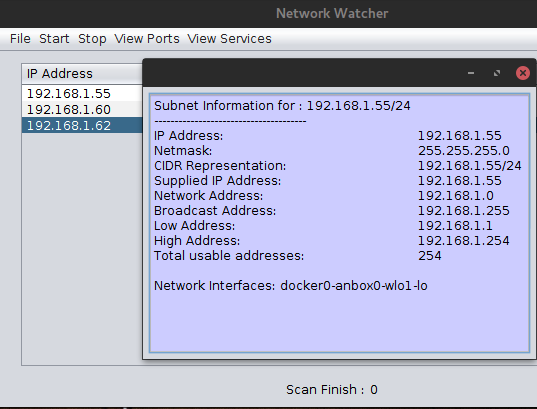 Network Watcher
File Start Stop View Ports View Services
IP Address
192.168.1.55
192.168.1.60
192.168.1.62
Subnet Information for : 192.168.1.55/24
--------------------------------------
IP Address: 192.168.1.55
Netmask: 255.255.255.0
CIDR Representation: 192.168.1.55/24
Supplied IP Address: 192.168.1.55
Network Address: 192.168.1.0
Broadcast Address: 192.168.1.255
Low Address: 192.168.1.1
High Address: 192.168.1.254
Total usable addresses: 254
Network Interfaces: docker0-anbox0-wlo1-lo
Scan Finish : 0